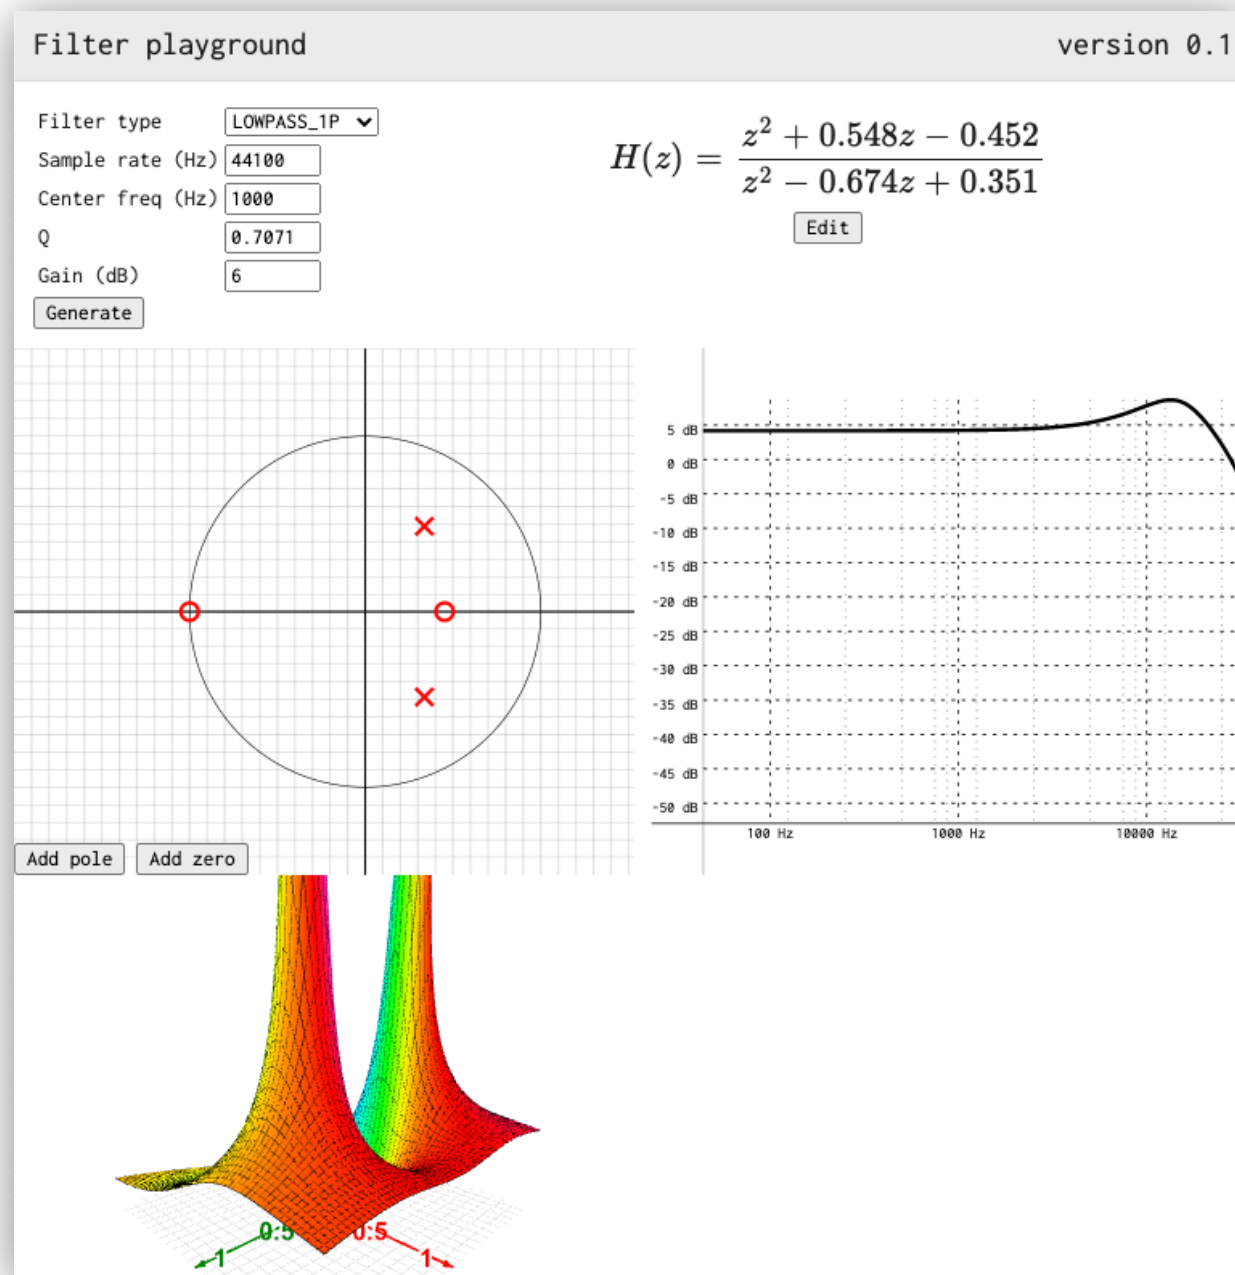 Filter playground version 0.1
Filter type LOWPASS_1P
Sample rate (Hz) 44100
Center freq (Hz) 1000
Q 0.7071
Gain (dB) 6
Generate
H(z) = (z² + 0.548z − 0.452) / (z² − 0.674z + 0.351)
Edit
5 dB
0 dB
-5 dB
-10 dB
-15 dB
-20 dB
-25 dB
-30 dB
-35 dB
-40 dB
-45 dB
-50 dB
100 Hz 1000 Hz 10000 Hz
Add pole Add zero
0.5 0.5
1 1